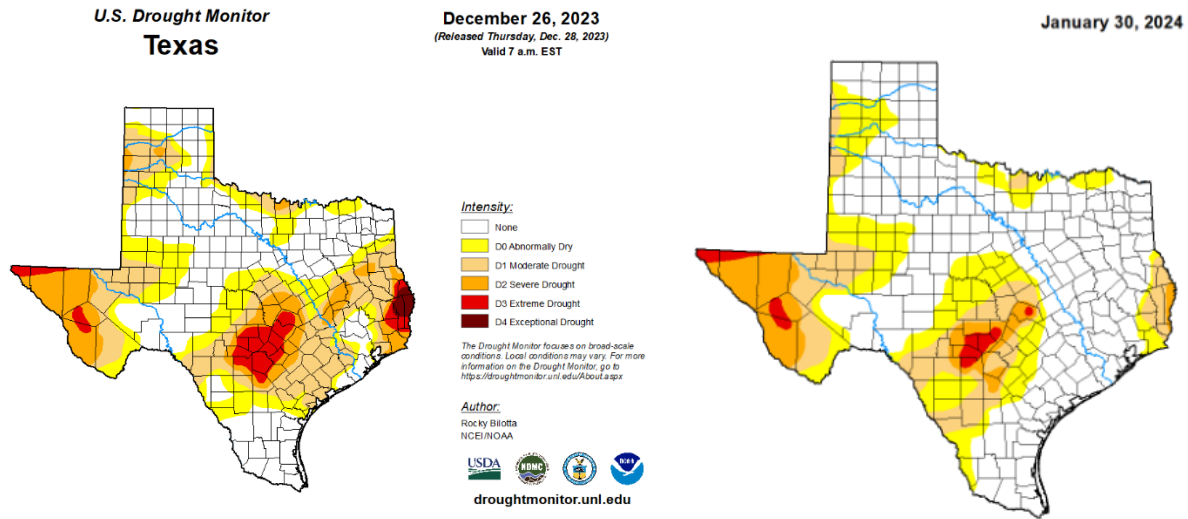 U.S. Drought Monitor
Texas
December 26, 2023
(Released Thursday, Dec. 28, 2023)
Valid 7 a.m. EST
January 30, 2024
Intensity:
None
D0 Abnormally Dry
D1 Moderate Drought
D2 Severe Drought
D3 Extreme Drought
D4 Exceptional Drought
The Drought Monitor focuses on broad-scale
conditions. Local conditions may vary. For more
information on the Drought Monitor, go to
https://droughtmonitor.unl.edu/About.aspx
Author:
Rocky Bilotta
NCEI/NOAA
USDA
NDMC
noaa
droughtmonitor.unl.edu